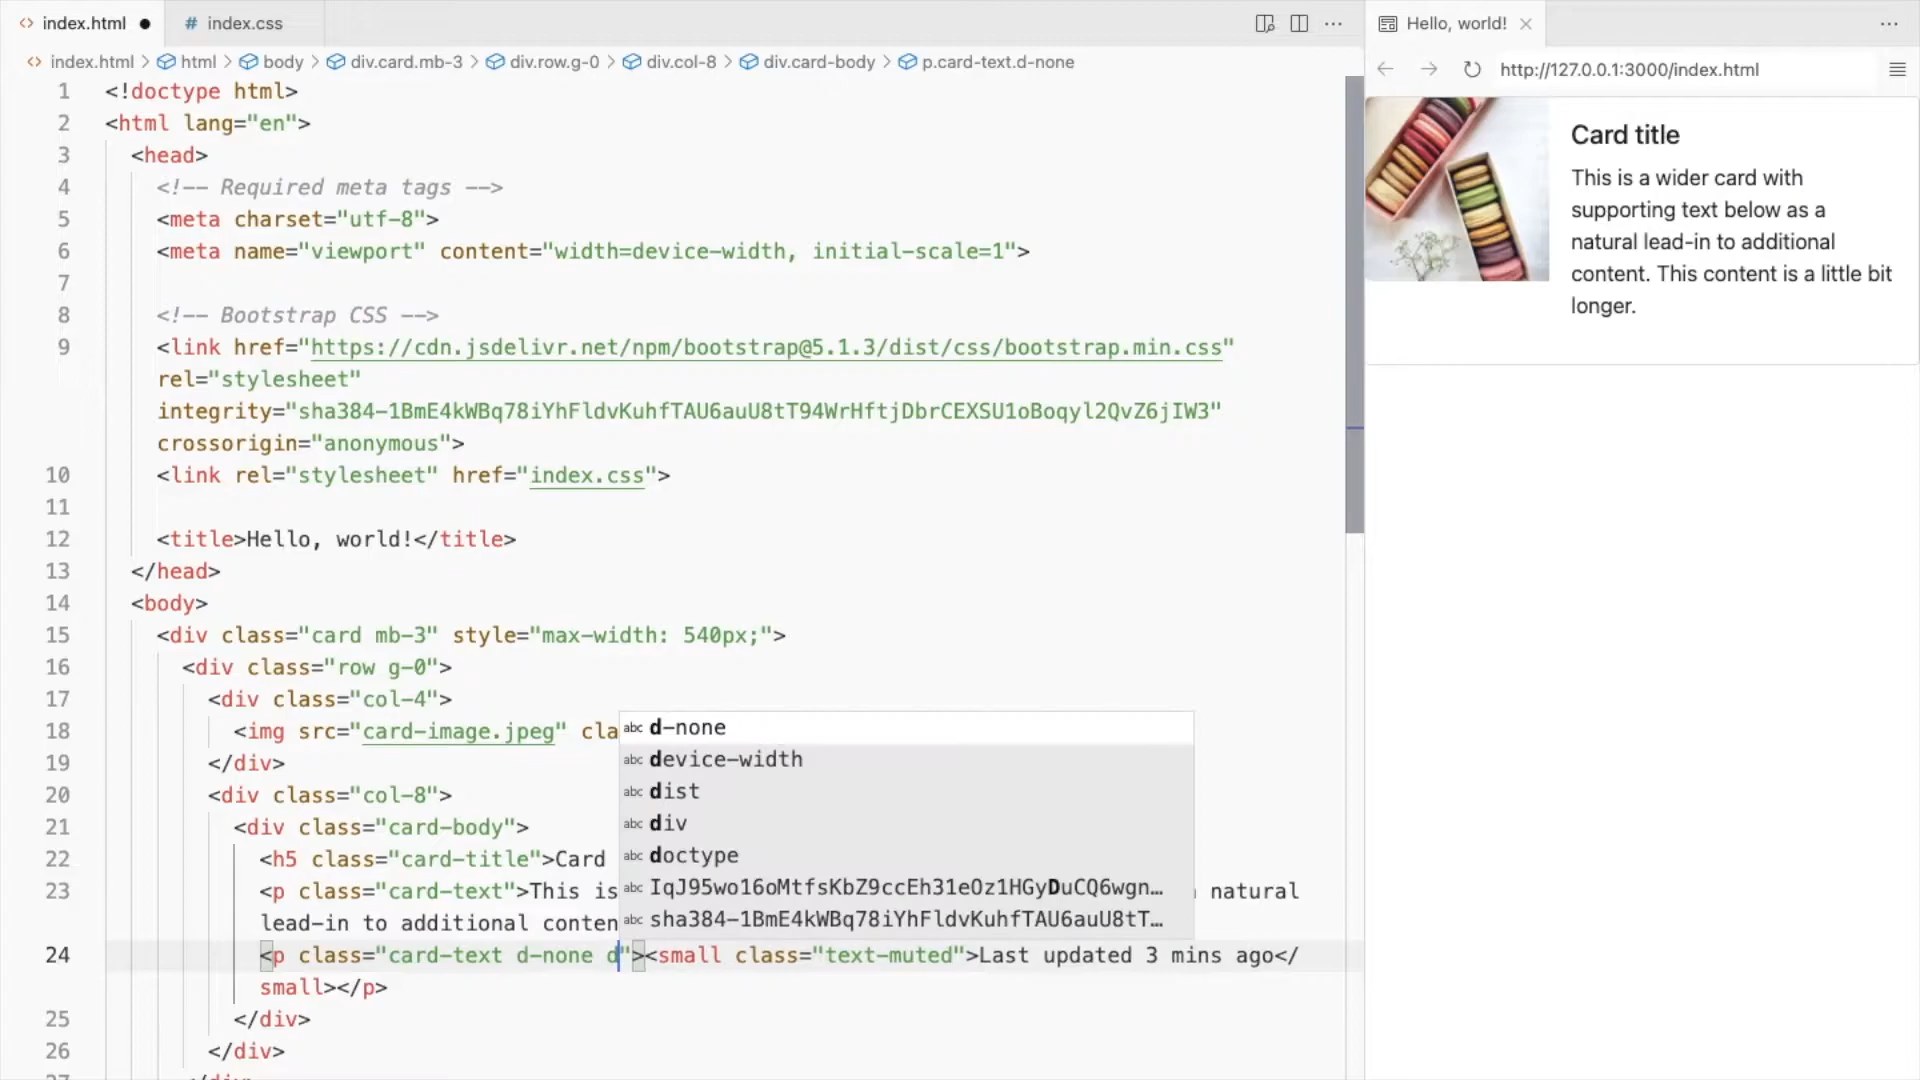 index.html
# index.css
Hello, world!
index.html > html > body > div.card.mb-3 > div.row.g-0 > div.col-8 > div.card-body > p.card-text.d-none
http://127.0.0.1:3000/index.html
1 <!doctype html>
2 <html lang="en">
3 <head>
4 <!-- Required meta tags -->
5 <meta charset="utf-8">
6 <meta name="viewport" content="width=device-width, initial-scale=1">
7
8 <!-- Bootstrap CSS -->
9 <link href="https://cdn.jsdelivr.net/npm/bootstrap@5.1.3/dist/css/bootstrap.min.css"
rel="stylesheet"
integrity="sha384-1BmE4kWBq78iYhFldvKuhfTAU6auU8tT94WrHftjDbrCEXSU1oBoqyl2QvZ6jIW3"
crossorigin="anonymous">
10 <link rel="stylesheet" href="index.css">
11
12 <title>Hello, world!</title>
13 </head>
14 <body>
15 <div class="card mb-3" style="max-width: 540px;">
16 <div class="row g-0">
17 <div class="col-4">
18 <img src="card-image.jpeg" cla
19 </div>
20 <div class="col-8">
21 <div class="card-body">
22 <h5 class="card-title">Card
23 <p class="card-text">This is natural
lead-in to additional conten
24 <p class="card-text d-none d"><small class="text-muted">Last updated 3 mins ago</
small></p>
25 </div>
26 </div>
abc d-none
abc device-width
abc dist
abc div
abc doctype
abc IqJ95wo16oMtfsKbZ9ccEh31eOz1HGyDuCQ6wgn…
abc sha384-1BmE4kWBq78iYhFldvKuhfTAU6auU8tT…
Card title
This is a wider card with
supporting text below as a
natural lead-in to additional
content. This content is a little bit
longer.